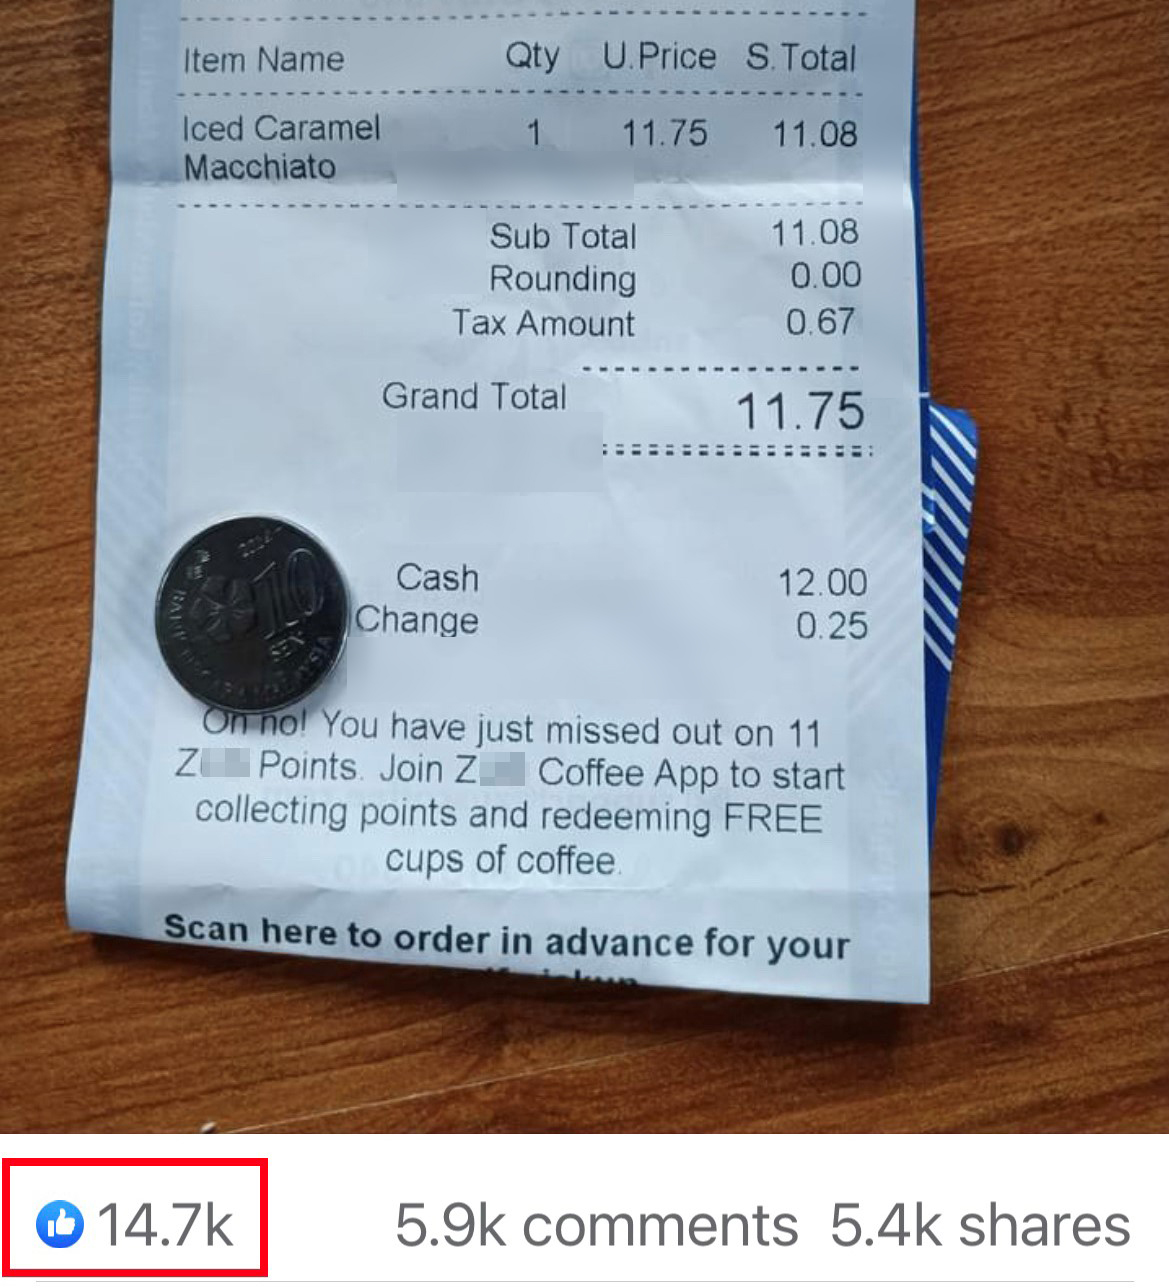 Item Name Qty U.Price S.Total
Iced Caramel 1 11.75 11.08
Macchiato
Sub Total 11.08
Rounding 0.00
Tax Amount 0.67
Grand Total 11.75
Cash 12.00
Change 0.25
10
SEN
Oh no! You have just missed out on 11
Z Points. Join Z Coffee App to start
collecting points and redeeming FREE
cups of coffee.
Scan here to order in advance for your
14.7k 5.9k comments 5.4k shares